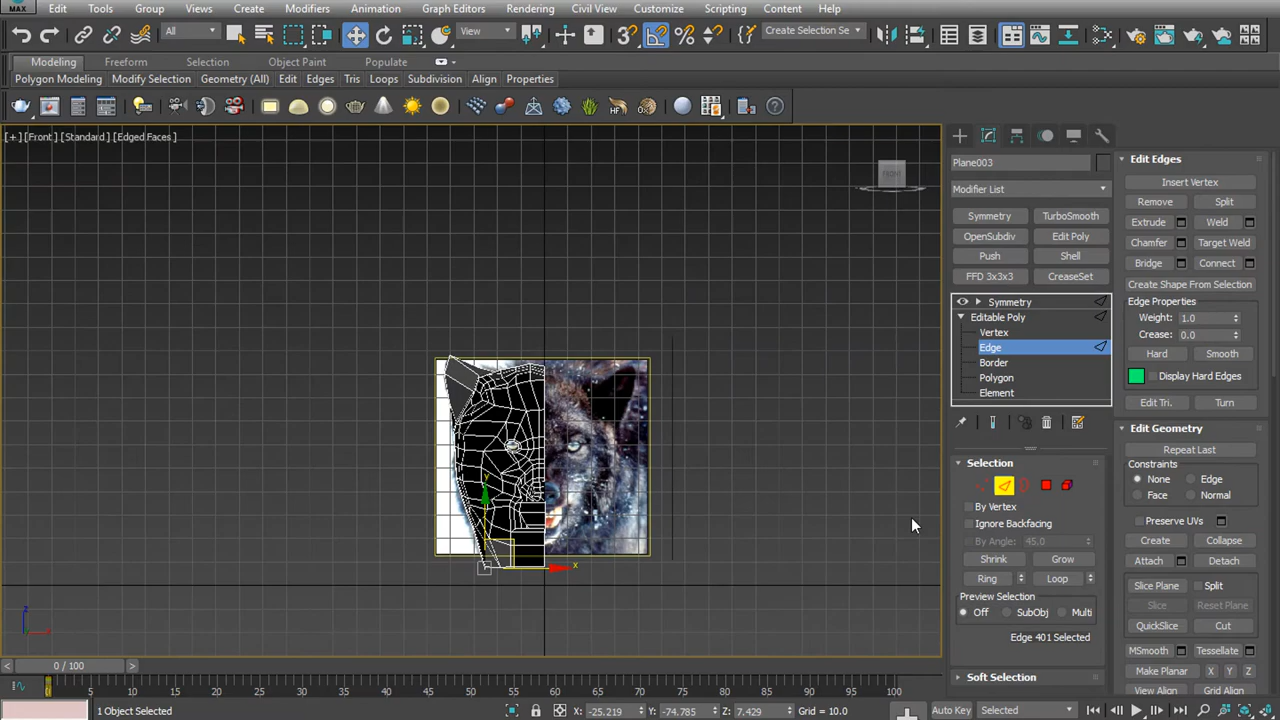 MAX Edit Tools Group Views Create Modifiers Animation Graph Editors Rendering Civil View Customize Scripting Content Help
All View Create Selection Se
Modeling Freeform Selection Object Paint Populate
Polygon Modeling Modify Selection Geometry (All) Edit Edges Tris Loops Subdivision Align Properties
[+] [Front] [Standard] [Edged Faces]
FRONT
Plane003
Modifier List
Symmetry TurboSmooth
OpenSubdiv Edit Poly
Push Shell
FFD 3x3x3 CreaseSet
Symmetry
Editable Poly
Vertex
Edge
Border
Polygon
Element
Selection
By Vertex
Ignore Backfacing
By Angle: 45.0
Shrink Grow
Ring Loop
Preview Selection
Off SubObj Multi
Edge 401 Selected
Soft Selection
Edit Edges
Insert Vertex
Remove Split
Extrude Weld
Chamfer Target Weld
Bridge Connect
Create Shape From Selection
Edge Properties
Weight: 1.0
Crease: 0.0
Hard Smooth
Display Hard Edges
Edit Tri. Turn
Edit Geometry
Repeat Last
Constraints
None Edge
Face Normal
Preserve UVs
Create Collapse
Attach Detach
Slice Plane Split
Slice Reset Plane
QuickSlice Cut
MSmooth Tessellate
Make Planar X Y Z
View Align Grid Align
y
x
z
0 / 100
0 5 10 15 20 25 30 35 40 45 50 55 60 65 70 75 80 85 90 95 100
1 Object Selected X: -25.219 Y: -74.785 Z: 7.429 Grid = 10.0 Auto Key Selected